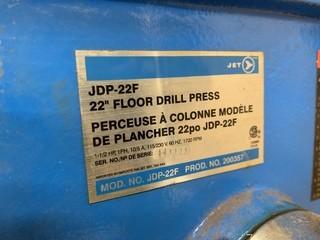 JET
JDP-22F
22" FLOOR DRILL PRESS
PERCEUSE À COLONNE MODÈLE
DE PLANCHER 22po JDP-22F
1-1/2 HP, 1PH, 115/230 V, 60 HZ, 1720 RPM
SER. NO./Nº DE SÉRIE:
MOD. NO. JDP-22F PROD. NO. 200357